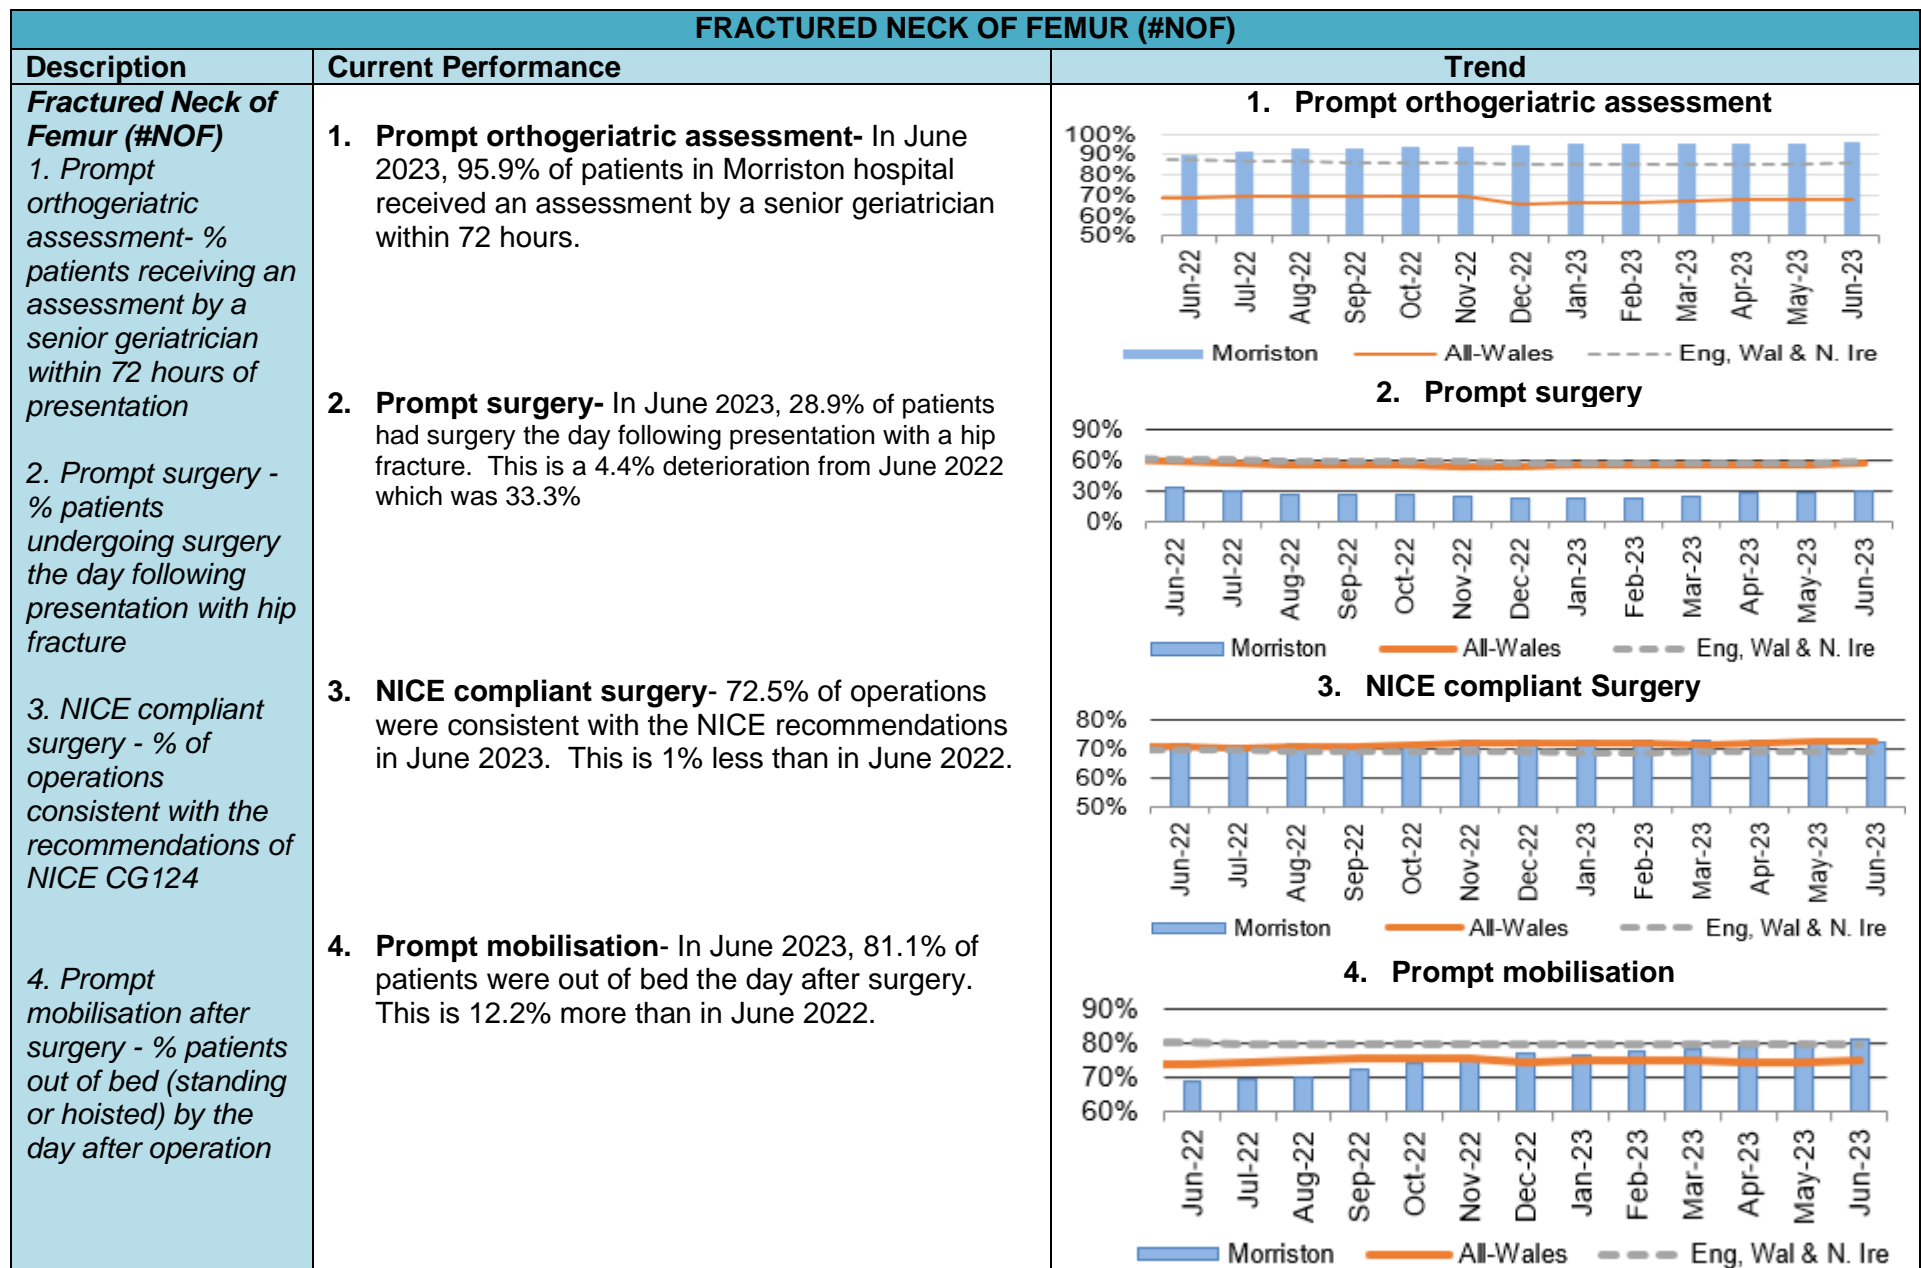 FRACTURED NECK OF FEMUR (#NOF)
Description
Current Performance
Trend
Fractured Neck of
Femur (#NOF)
1. Prompt
orthogeriatric
assessment- %
patients receiving an
assessment by a
senior geriatrician
within 72 hours of
presentation
2. Prompt surgery -
% patients
undergoing surgery
the day following
presentation with hip
fracture
3. NICE compliant
surgery - % of
operations
consistent with the
recommendations of
NICE CG124
4. Prompt
mobilisation after
surgery - % patients
out of bed (standing
or hoisted) by the
day after operation
1. Prompt orthogeriatric assessment- In June
2023, 95.9% of patients in Morriston hospital
received an assessment by a senior geriatrician
within 72 hours.
2. Prompt surgery- In June 2023, 28.9% of patients
had surgery the day following presentation with a hip
fracture. This is a 4.4% deterioration from June 2022
which was 33.3%
3. NICE compliant surgery- 72.5% of operations
were consistent with the NICE recommendations
in June 2023. This is 1% less than in June 2022.
4. Prompt mobilisation- In June 2023, 81.1% of
patients were out of bed the day after surgery.
This is 12.2% more than in June 2022.
1. Prompt orthogeriatric assessment
100%
90%
80%
70%
60%
50%
Jun-22 Jul-22 Aug-22 Sep-22 Oct-22 Nov-22 Dec-22 Jan-23 Feb-23 Mar-23 Apr-23 May-23 Jun-23
Morriston All-Wales Eng, Wal & N. Ire
2. Prompt surgery
90%
60%
30%
0%
Jun-22 Jul-22 Aug-22 Sep-22 Oct-22 Nov-22 Dec-22 Jan-23 Feb-23 Mar-23 Apr-23 May-23 Jun-23
Morriston All-Wales Eng, Wal & N. Ire
3. NICE compliant Surgery
80%
70%
60%
50%
Jun-22 Jul-22 Aug-22 Sep-22 Oct-22 Nov-22 Dec-22 Jan-23 Feb-23 Mar-23 Apr-23 May-23 Jun-23
Morriston All-Wales Eng, Wal & N. Ire
4. Prompt mobilisation
90%
80%
70%
60%
Jun-22 Jul-22 Aug-22 Sep-22 Oct-22 Nov-22 Dec-22 Jan-23 Feb-23 Mar-23 Apr-23 May-23 Jun-23
Morriston All-Wales Eng, Wal & N. Ire